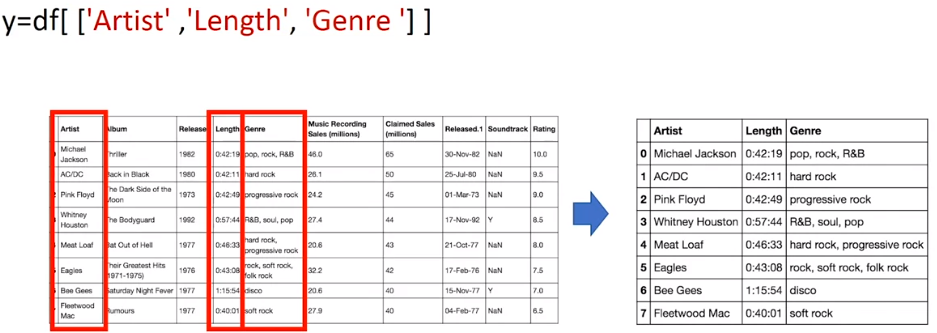 y=df[ ['Artist' ,'Length', 'Genre '] ]
Artist Album Released Length Genre Music Recording Sales (millions) Claimed Sales (millions) Released.1 Soundtrack Rating
Michael Jackson Thriller 1982 0:42:19 pop, rock, R&B 46.0 65 30-Nov-82 NaN 10.0
AC/DC Back in Black 1980 0:42:11 hard rock 26.1 50 25-Jul-80 NaN 9.5
2 Pink Floyd The Dark Side of the Moon 1973 0:42:49 progressive rock 24.2 45 01-Mar-73 NaN 9.0
Whitney Houston The Bodyguard 1992 0:57:44 R&B, soul, pop 27.4 44 17-Nov-92 Y 8.5
4 Meat Loaf Bat Out of Hell 1977 0:46:33 hard rock, progressive rock 20.6 43 21-Oct-77 NaN 8.0
5 Eagles Their Greatest Hits (1971-1975) 1976 0:43:08 rock, soft rock, folk rock 32.2 42 17-Feb-76 NaN 7.5
6 Bee Gees Saturday Night Fever 1977 1:15:54 disco 20.6 40 15-Nov-77 Y 7.0
7 Fleetwood Mac Rumours 1977 0:40:01 soft rock 27.9 40 04-Feb-77 NaN 6.5
Artist Length Genre
0 Michael Jackson 0:42:19 pop, rock, R&B
1 AC/DC 0:42:11 hard rock
2 Pink Floyd 0:42:49 progressive rock
3 Whitney Houston 0:57:44 R&B, soul, pop
4 Meat Loaf 0:46:33 hard rock, progressive rock
5 Eagles 0:43:08 rock, soft rock, folk rock
6 Bee Gees 1:15:54 disco
7 Fleetwood Mac 0:40:01 soft rock